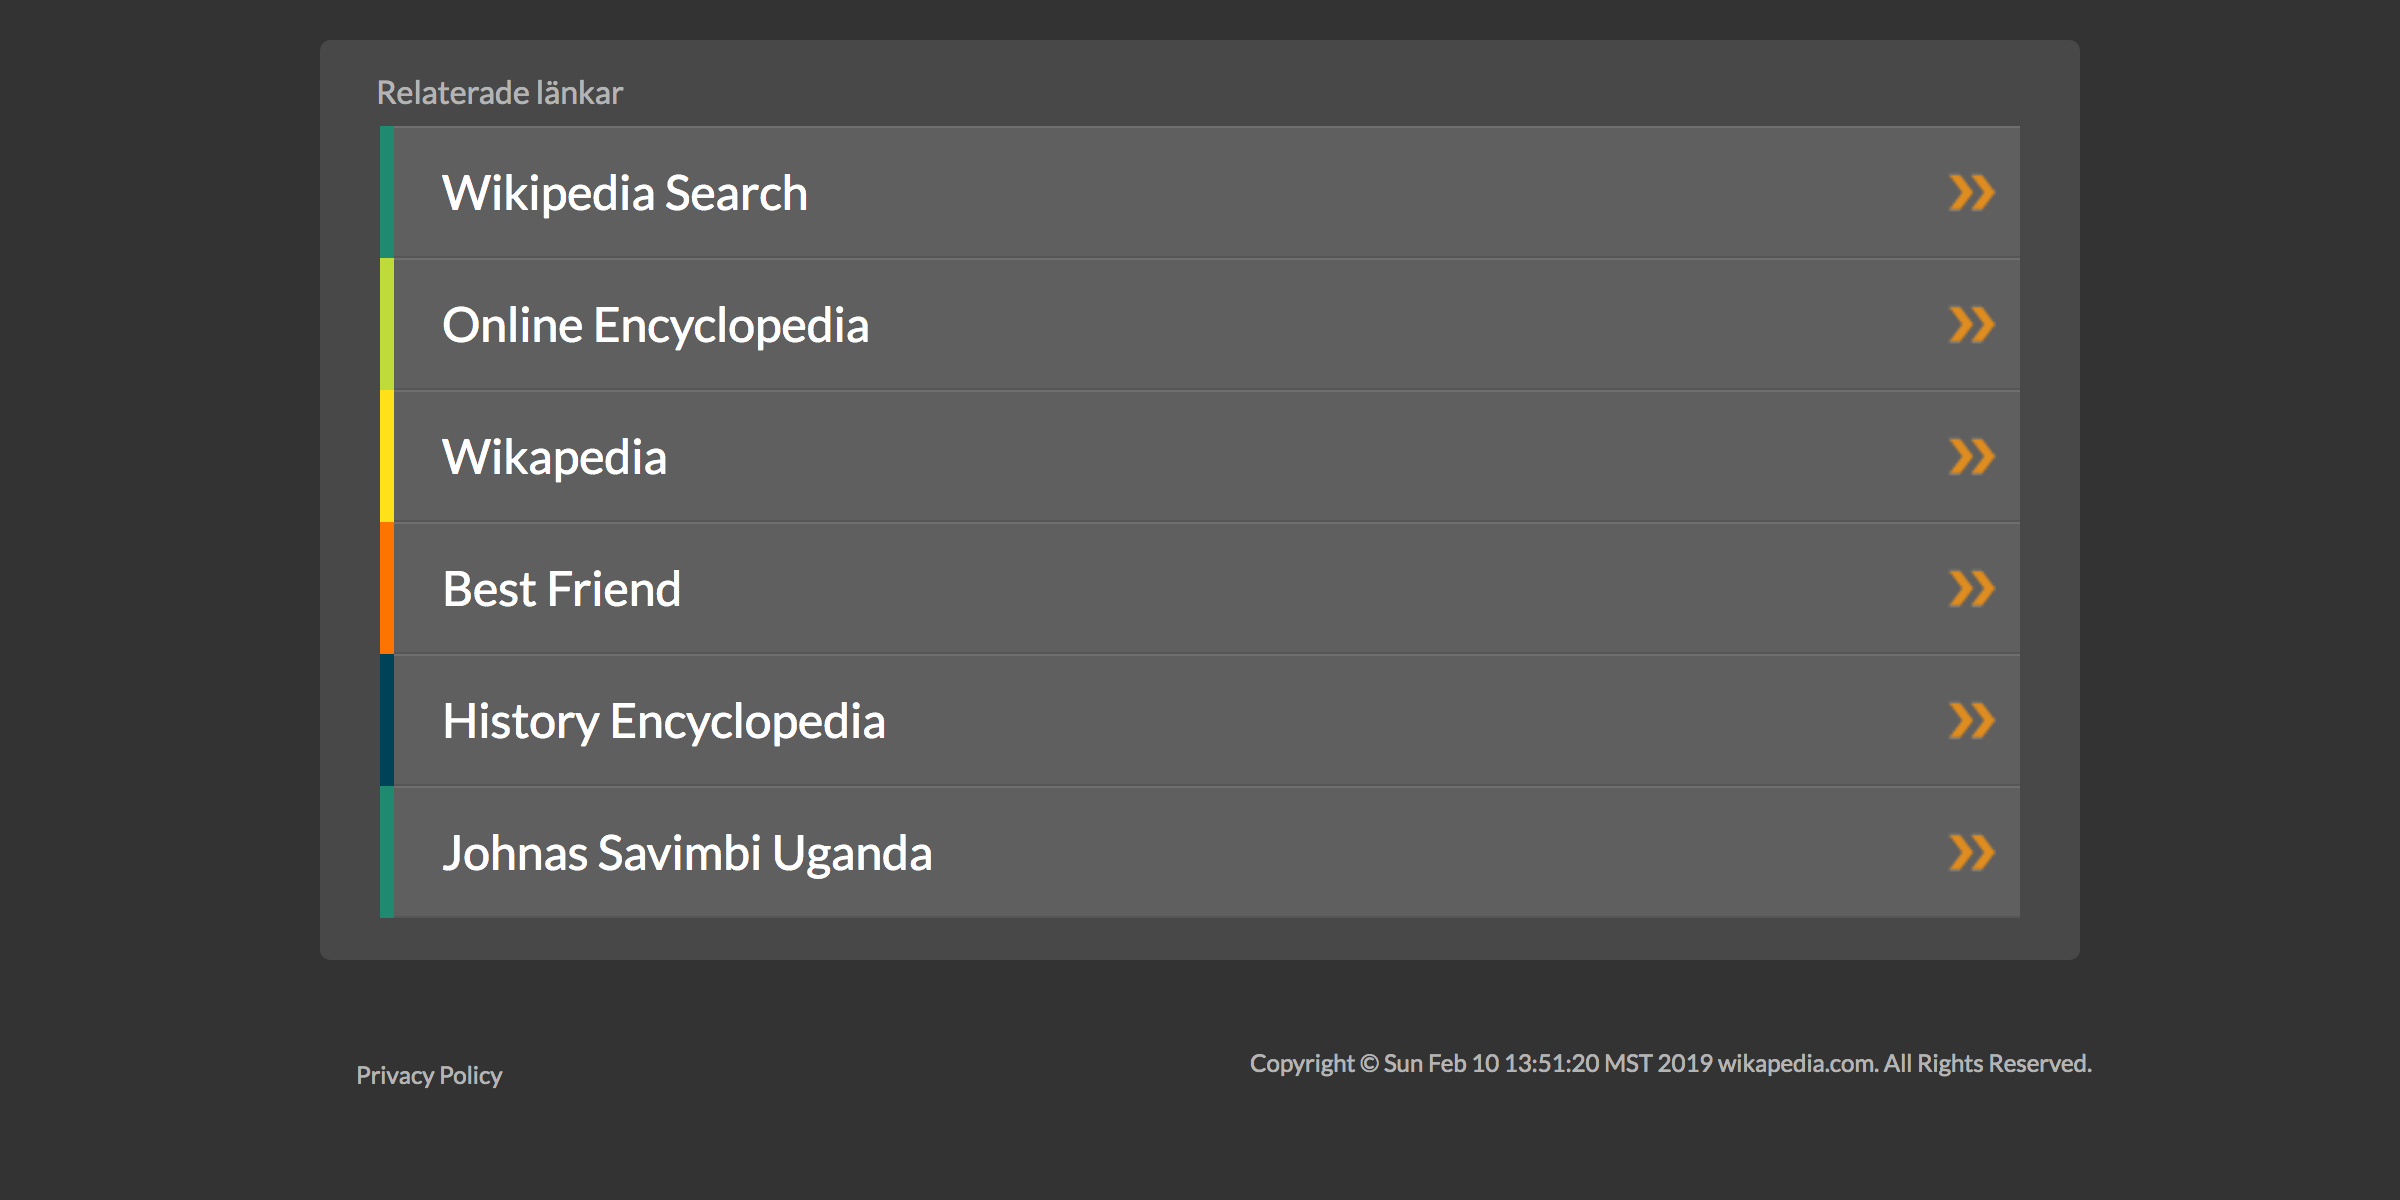 Relaterade länkar
Wikipedia Search
Online Encyclopedia
Wikapedia
Best Friend
History Encyclopedia
Johnas Savimbi Uganda
Privacy Policy
Copyright © Sun Feb 10 13:51:20 MST 2019 wikapedia.com. All Rights Reserved.